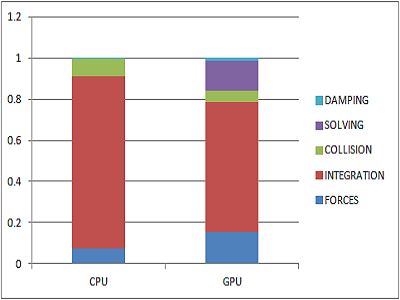 1.2
1
0.8
0.6
0.4
0.2
0
CPU
GPU
DAMPING
SOLVING
COLLISION
INTEGRATION
FORCES